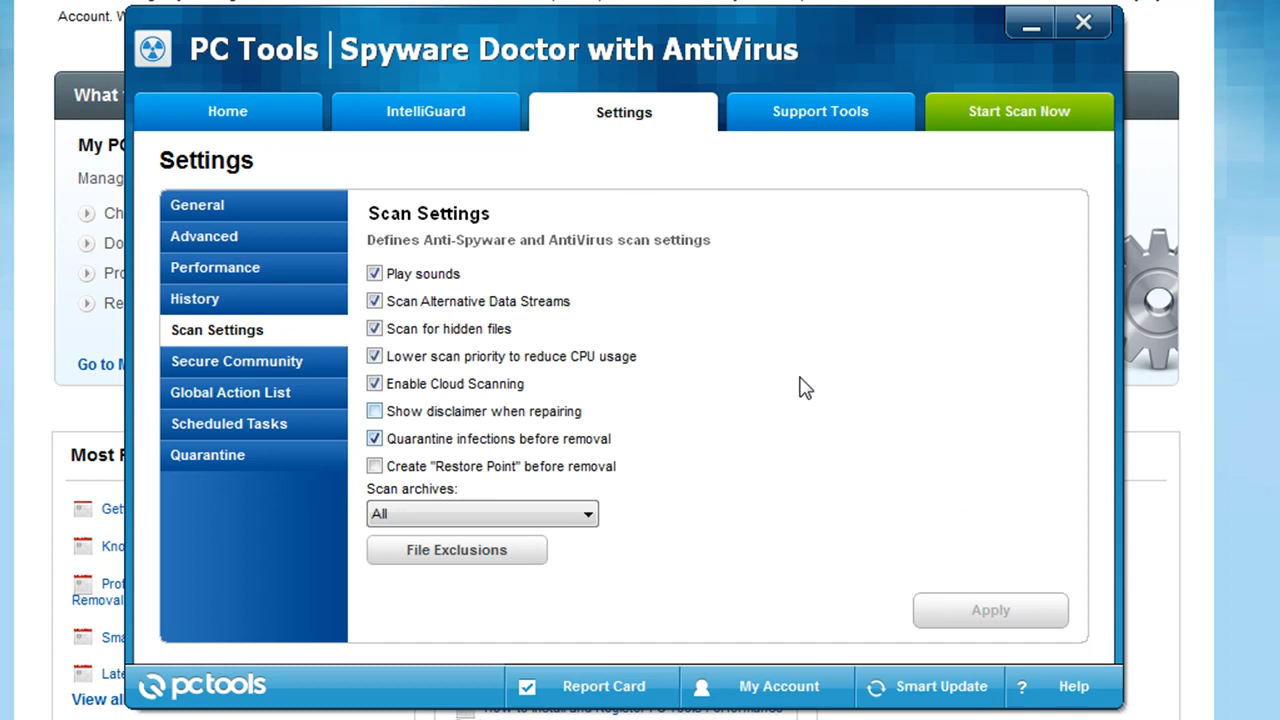 Account. W
PC Tools | Spyware Doctor with AntiVirus
What
Home
IntelliGuard
Settings
Support Tools
Start Scan Now
My PC
Manag
Ch
Do
Pro
Re
Go to M
Settings
General
Advanced
Performance
History
Scan Settings
Secure Community
Global Action List
Scheduled Tasks
Quarantine
Scan Settings
Defines Anti-Spyware and AntiVirus scan settings
Play sounds
Scan Alternative Data Streams
Scan for hidden files
Lower scan priority to reduce CPU usage
Enable Cloud Scanning
Show disclaimer when repairing
Quarantine infections before removal
Create "Restore Point" before removal
Scan archives:
All
File Exclusions
Apply
Most
Get
Kno
Prot
Removal
Sma
Late
View al
pctools
Report Card
My Account
Smart Update
? Help